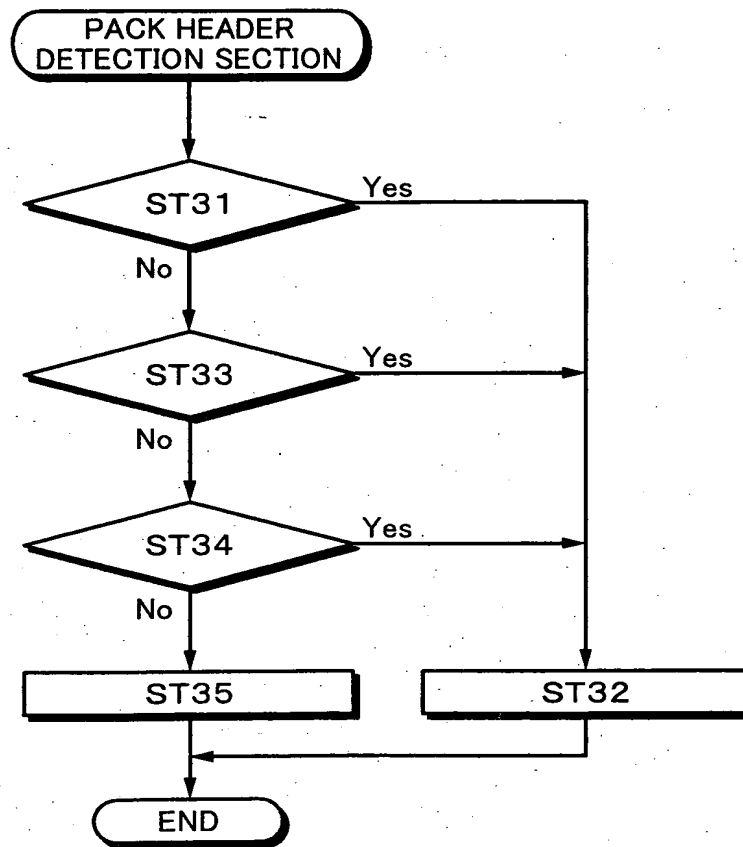 PACK HEADER
DETECTION SECTION
ST31
Yes
No
ST33
Yes
No
ST34
Yes
No
ST35
ST32
END